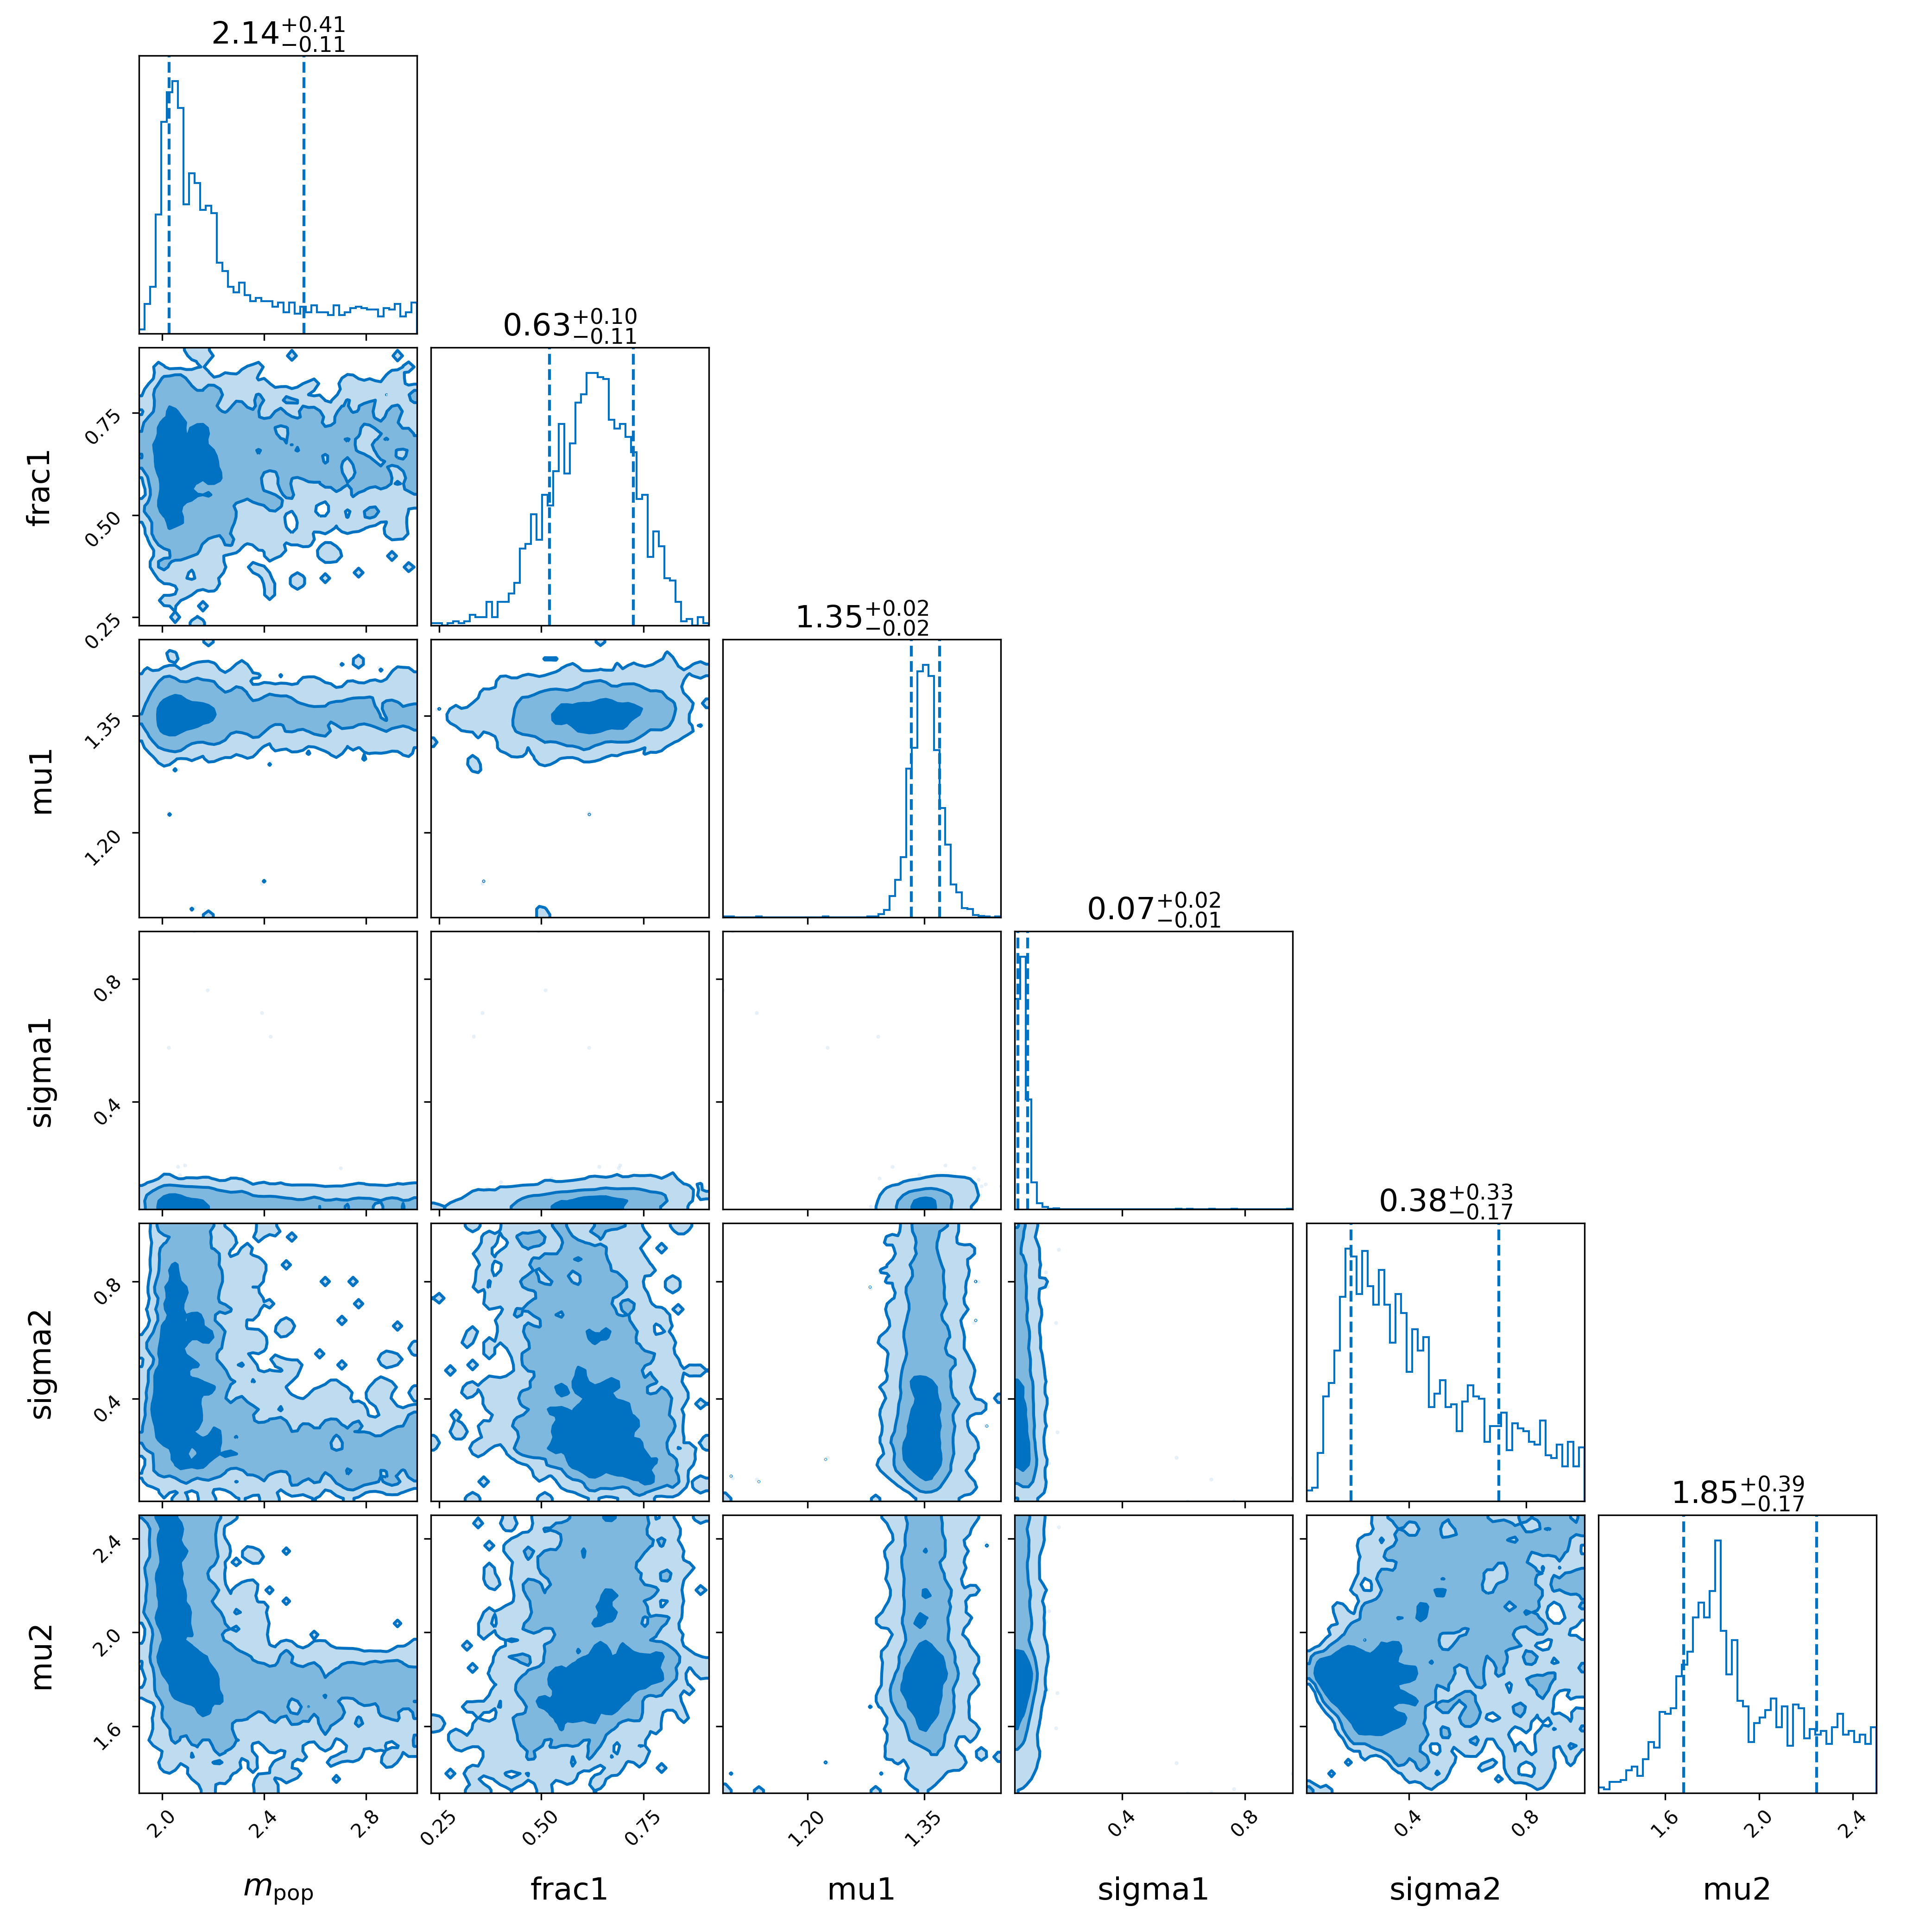 2.14+0.41−0.11
0.63+0.10−0.11
0.75
0.50
0.25
frac1
1.35+0.02−0.02
1.35
1.20
mu1
0.07+0.02−0.01
0.8
0.4
sigma1
0.38+0.33−0.17
0.8
0.4
sigma2
1.85+0.39−0.17
2.4
2.0
1.6
mu2
2.0 2.4 2.8 0.25 0.50 0.75 1.20 1.35 0.4 0.8 0.4 0.8 1.6 2.0 2.4
mpop frac1 mu1 sigma1 sigma2 mu2